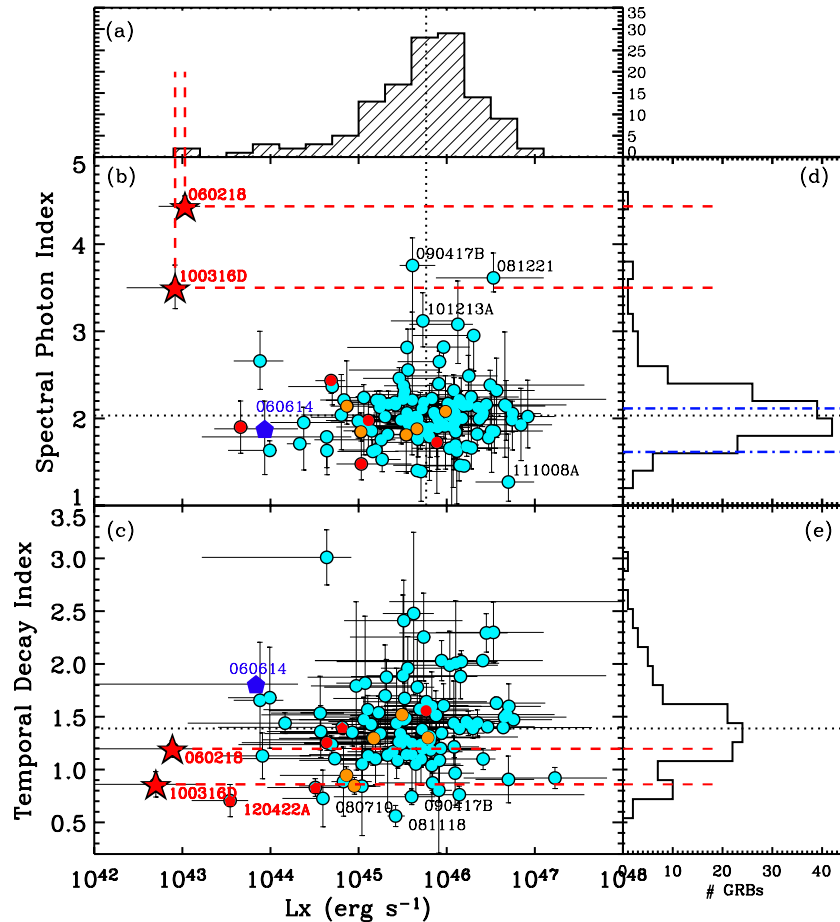 (a)
35
30
25
20
15
10
5
0
5
4
3
2
1
Spectral Photon Index
(b)
060218
100316D
090417B
081221
101213A
060614
111008A
(d)
3.5
3.0
2.5
2.0
1.5
1.0
0.5
Temporal Decay Index
(c)
060614
060218
100316D
120422A
080710
090417B
081118
(e)
10^42 10^43 10^44 10^45 10^46 10^47 10^48
Lx (erg s^-1)
0 10 20 30 40
# GRBs